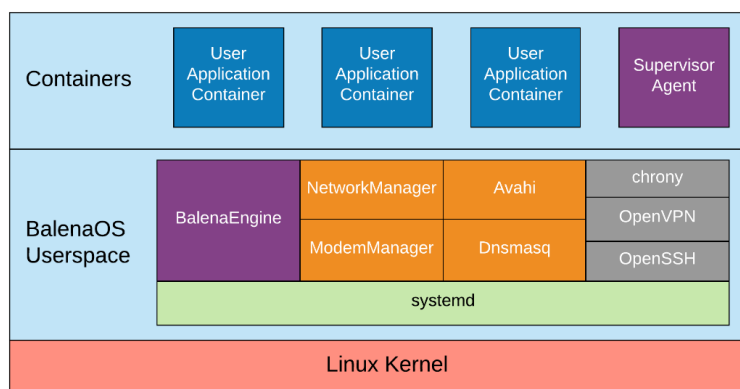 Containers
User
Application
Container
User
Application
Container
User
Application
Container
Supervisor
Agent
BalenaOS
Userspace
BalenaEngine
NetworkManager
Avahi
chrony
OpenVPN
ModemManager
Dnsmasq
OpenSSH
systemd
Linux Kernel